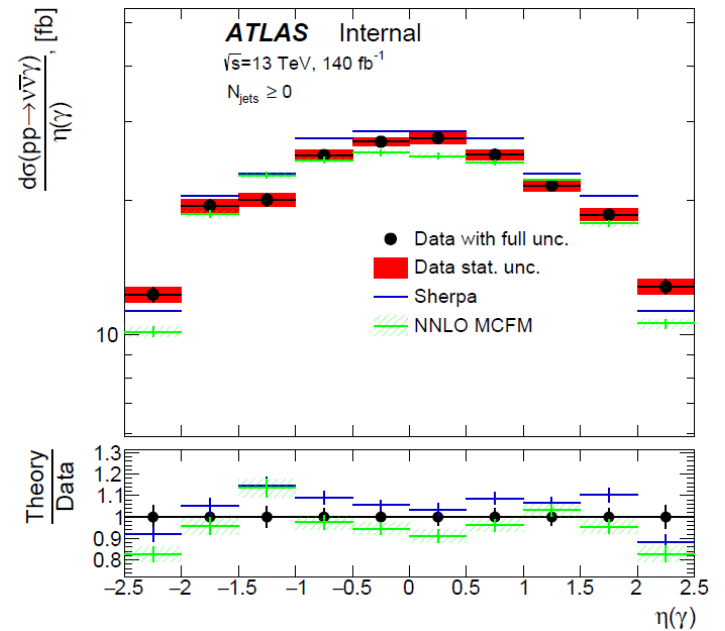 dσ(pp→νν̅γ)
η(γ)
, [fb]
ATLAS Internal
√s=13 TeV, 140 fb⁻¹
N_jets ≥ 0
Data with full unc.
Data stat. unc.
Sherpa
NNLO MCFM
10
Theory
Data
1.3
1.2
1.1
1
0.9
0.8
−2.5 −2 −1.5 −1 −0.5 0 0.5 1 1.5 2 2.5
η(γ)